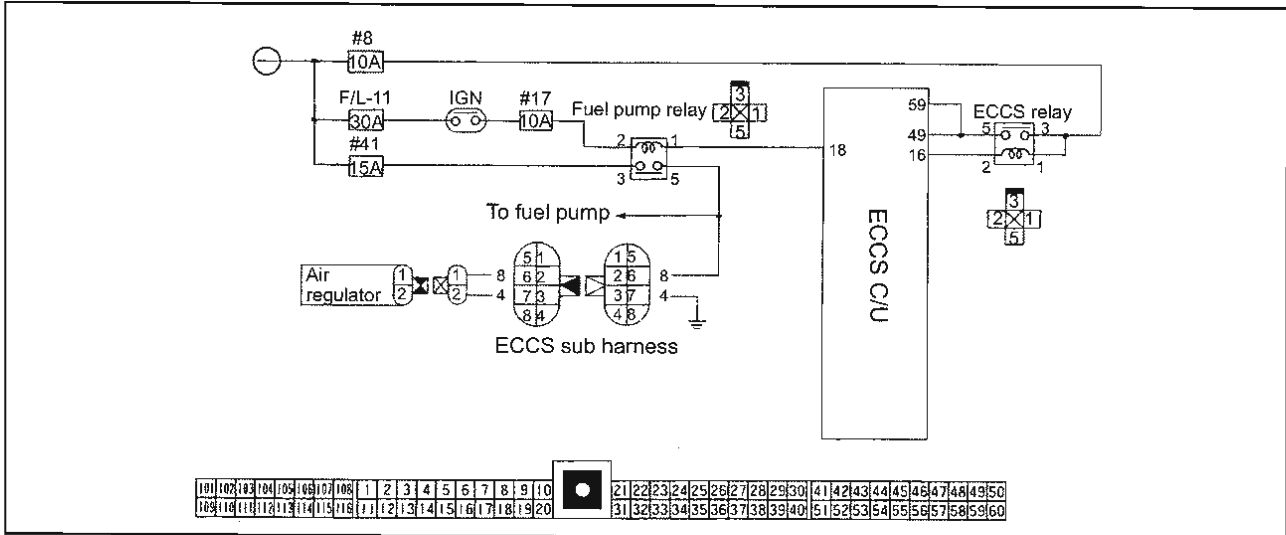 #8
10A
F/L-11 IGN #17
30A 10A
#41
15A
Fuel pump relay
3
2 1
5
2 1
3 5
18
59
49
16
ECCS relay
5 3
2 1
3
2 1
5
ECCS C/U
To fuel pump
Air
regulator
1
2
1
2
8
4
5 1
6 2
7 3
8 4
1 5
2 6
3 7
4 8
8
4
ECCS sub harness
101 102 103 104 105 106 107 108 1 2 3 4 5 6 7 8 9 10 21 22 23 24 25 26 27 28 29 30 41 42 43 44 45 46 47 48 49 50
109 110 111 112 113 114 115 116 11 12 13 14 15 16 17 18 19 20 31 32 33 34 35 36 37 38 39 40 51 52 53 54 55 56 57 58 59 60